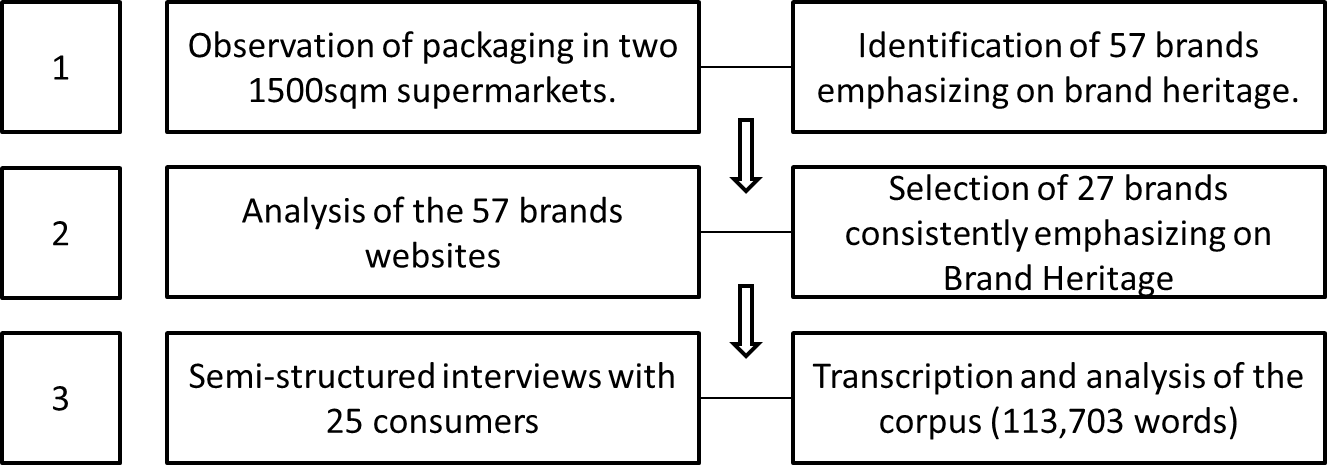 1
Observation of packaging in two
1500sqm supermarkets.
Identification of 57 brands
emphasizing on brand heritage.
2
Analysis of the 57 brands
websites
Selection of 27 brands
consistently emphasizing on
Brand Heritage
3
Semi-structured interviews with
25 consumers
Transcription and analysis of the
corpus (113,703 words)